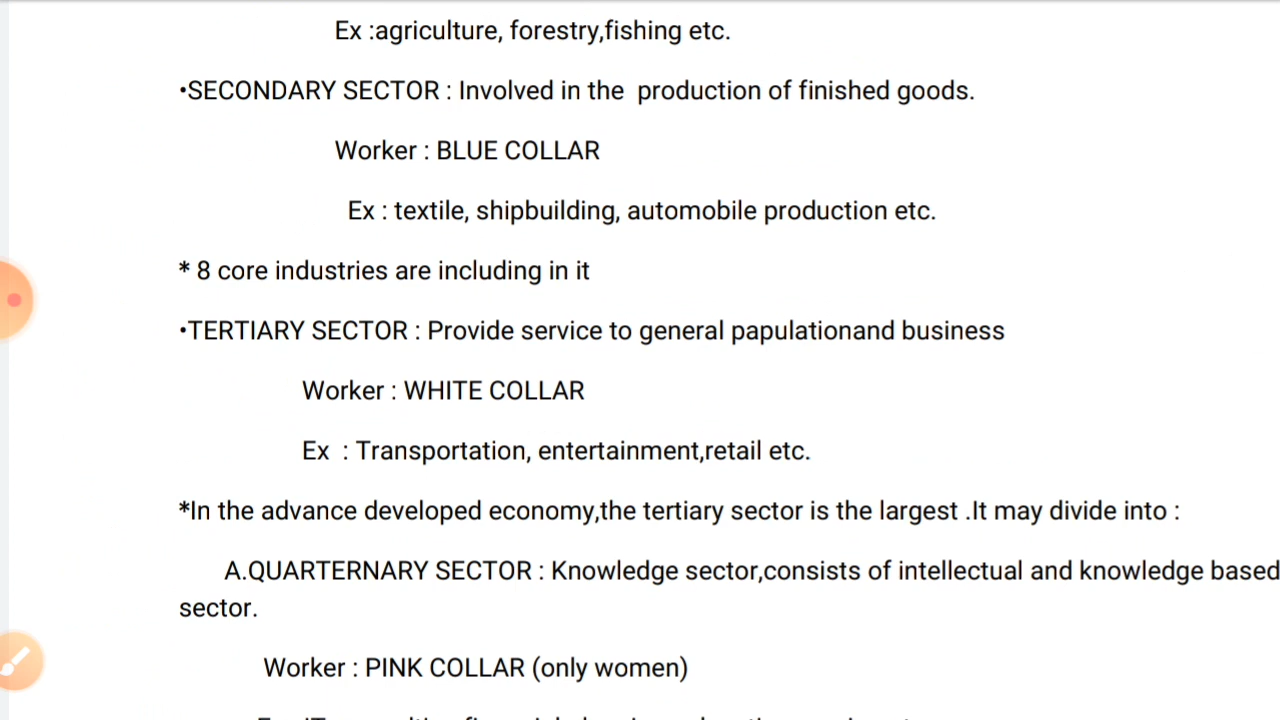 Ex :agriculture, forestry,fishing etc.
•SECONDARY SECTOR : Involved in the  production of finished goods.
Worker : BLUE COLLAR
Ex : textile, shipbuilding, automobile production etc.
* 8 core industries are including in it
•TERTIARY SECTOR : Provide service to general papulationand business
Worker : WHITE COLLAR
Ex  : Transportation, entertainment,retail etc.
*In the advance developed economy,the tertiary sector is the largest .It may divide into :
A.QUARTERNARY SECTOR : Knowledge sector,consists of intellectual and knowledge based
sector.
Worker : PINK COLLAR (only women)